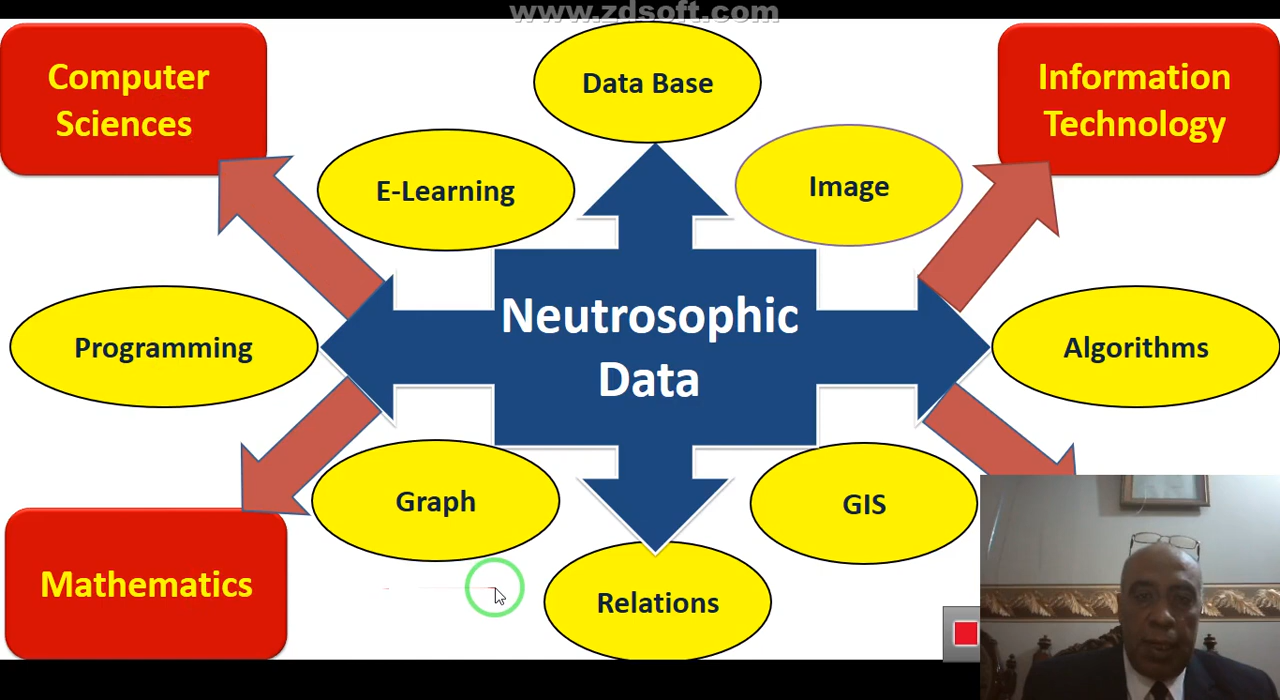 www.zdsoft.com
Computer
Sciences
Data Base
Information
Technology
E-Learning
Image
Neutrosophic
Data
Programming
Algorithms
Graph
GIS
Mathematics
Relations